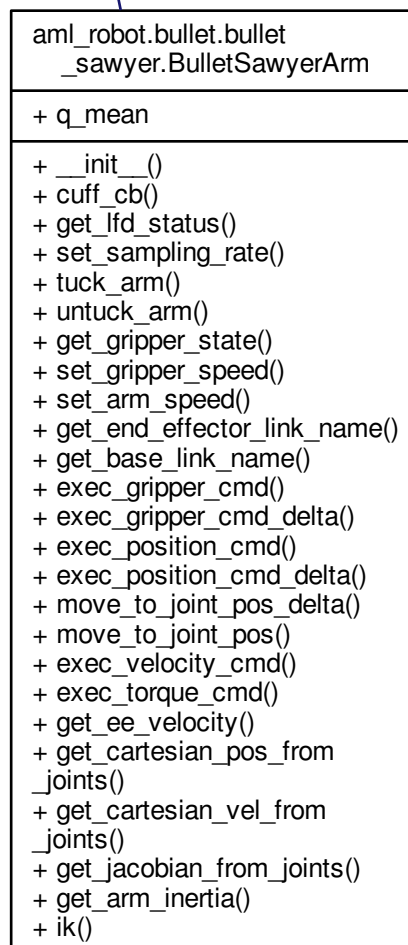 aml_robot.bullet.bullet
_sawyer.BulletSawyerArm
+ q_mean
+ __init__()
+ cuff_cb()
+ get_lfd_status()
+ set_sampling_rate()
+ tuck_arm()
+ untuck_arm()
+ get_gripper_state()
+ set_gripper_speed()
+ set_arm_speed()
+ get_end_effector_link_name()
+ get_base_link_name()
+ exec_gripper_cmd()
+ exec_gripper_cmd_delta()
+ exec_position_cmd()
+ exec_position_cmd_delta()
+ move_to_joint_pos_delta()
+ move_to_joint_pos()
+ exec_velocity_cmd()
+ exec_torque_cmd()
+ get_ee_velocity()
+ get_cartesian_pos_from
_joints()
+ get_cartesian_vel_from
_joints()
+ get_jacobian_from_joints()
+ get_arm_inertia()
+ ik()